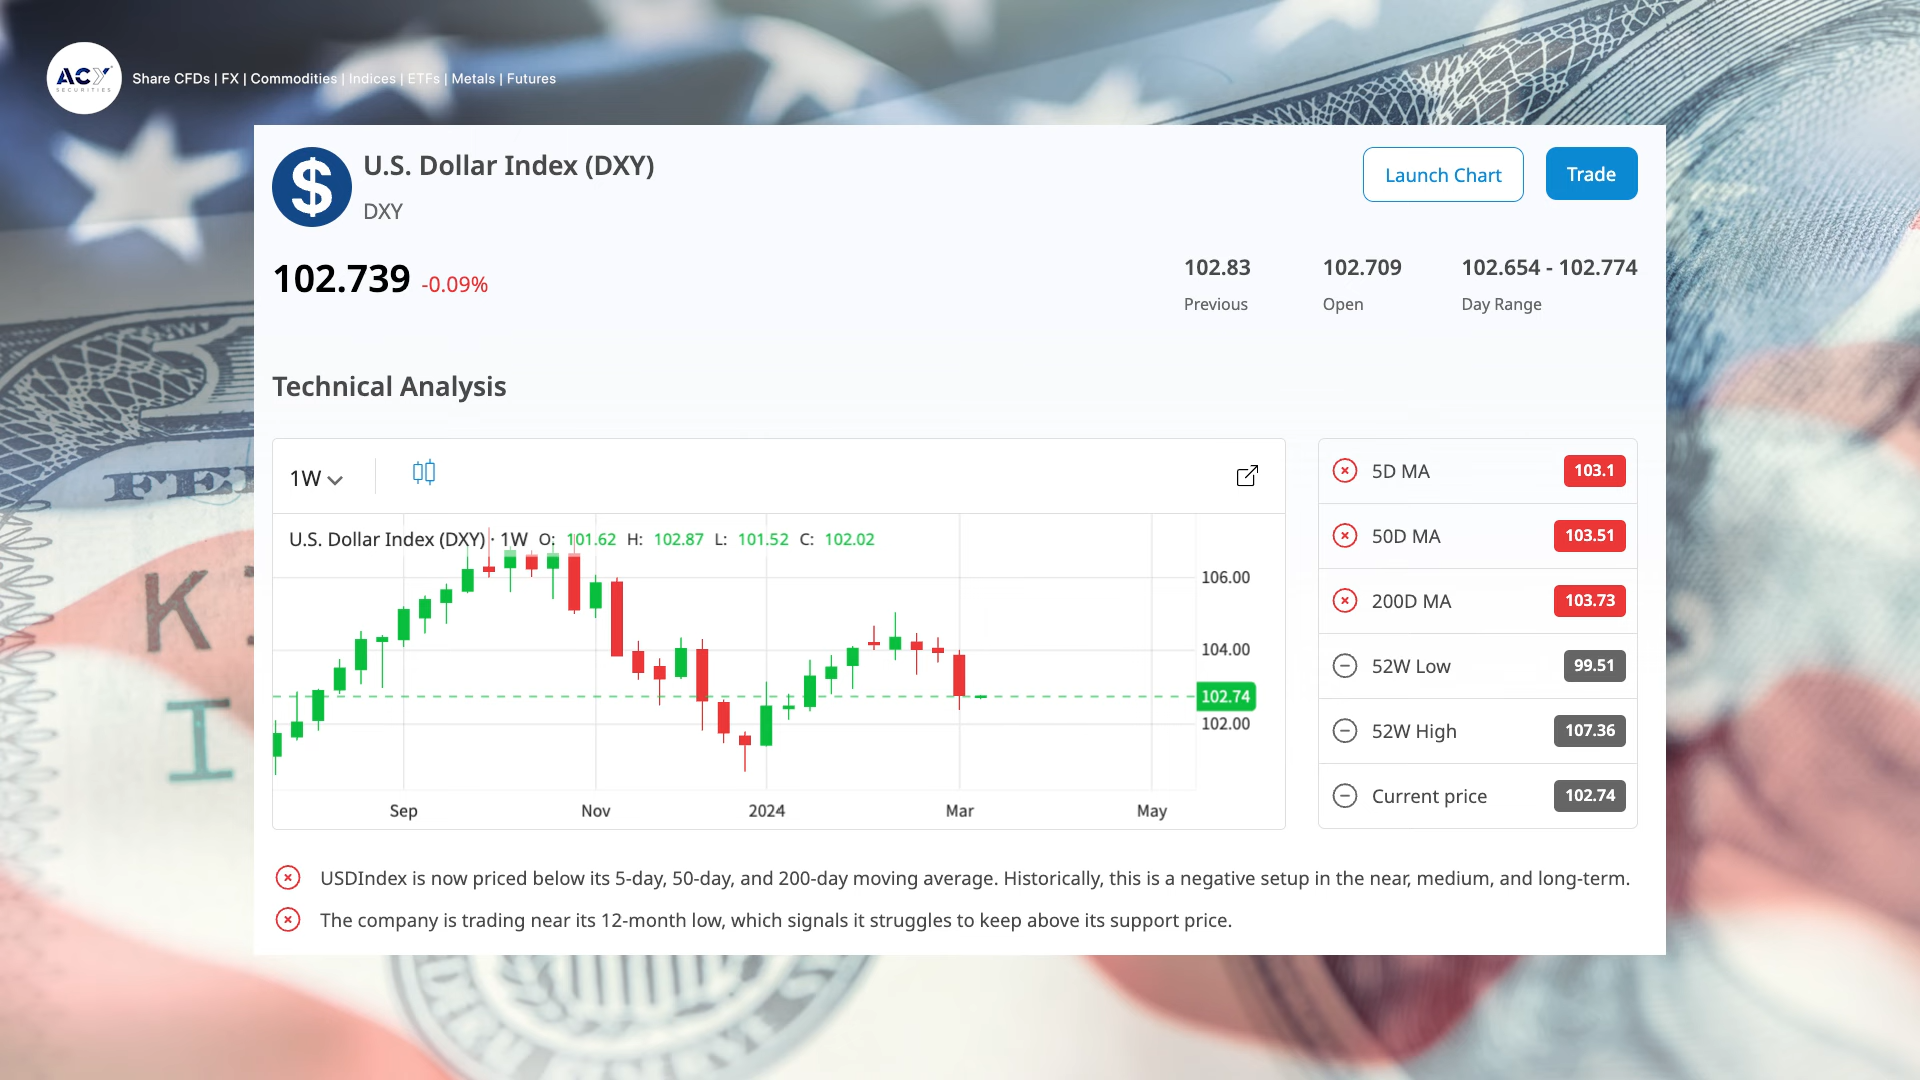 ACY
SECURITIES
Share CFDs | FX | Commodities | Indices | ETFs | Metals | Futures
U.S. Dollar Index (DXY)
DXY
Launch Chart
Trade
102.739 -0.09%
102.83
Previous
102.709
Open
102.654 - 102.774
Day Range
Technical Analysis
1W
U.S. Dollar Index (DXY) · 1W O: 101.62 H: 102.87 L: 101.52 C: 102.02
106.00
104.00
102.74
102.00
Sep Nov 2024 Mar May
5D MA 103.1
50D MA 103.51
200D MA 103.73
52W Low 99.51
52W High 107.36
Current price 102.74
USDIndex is now priced below its 5-day, 50-day, and 200-day moving average. Historically, this is a negative setup in the near, medium, and long-term.
The company is trading near its 12-month low, which signals it struggles to keep above its support price.